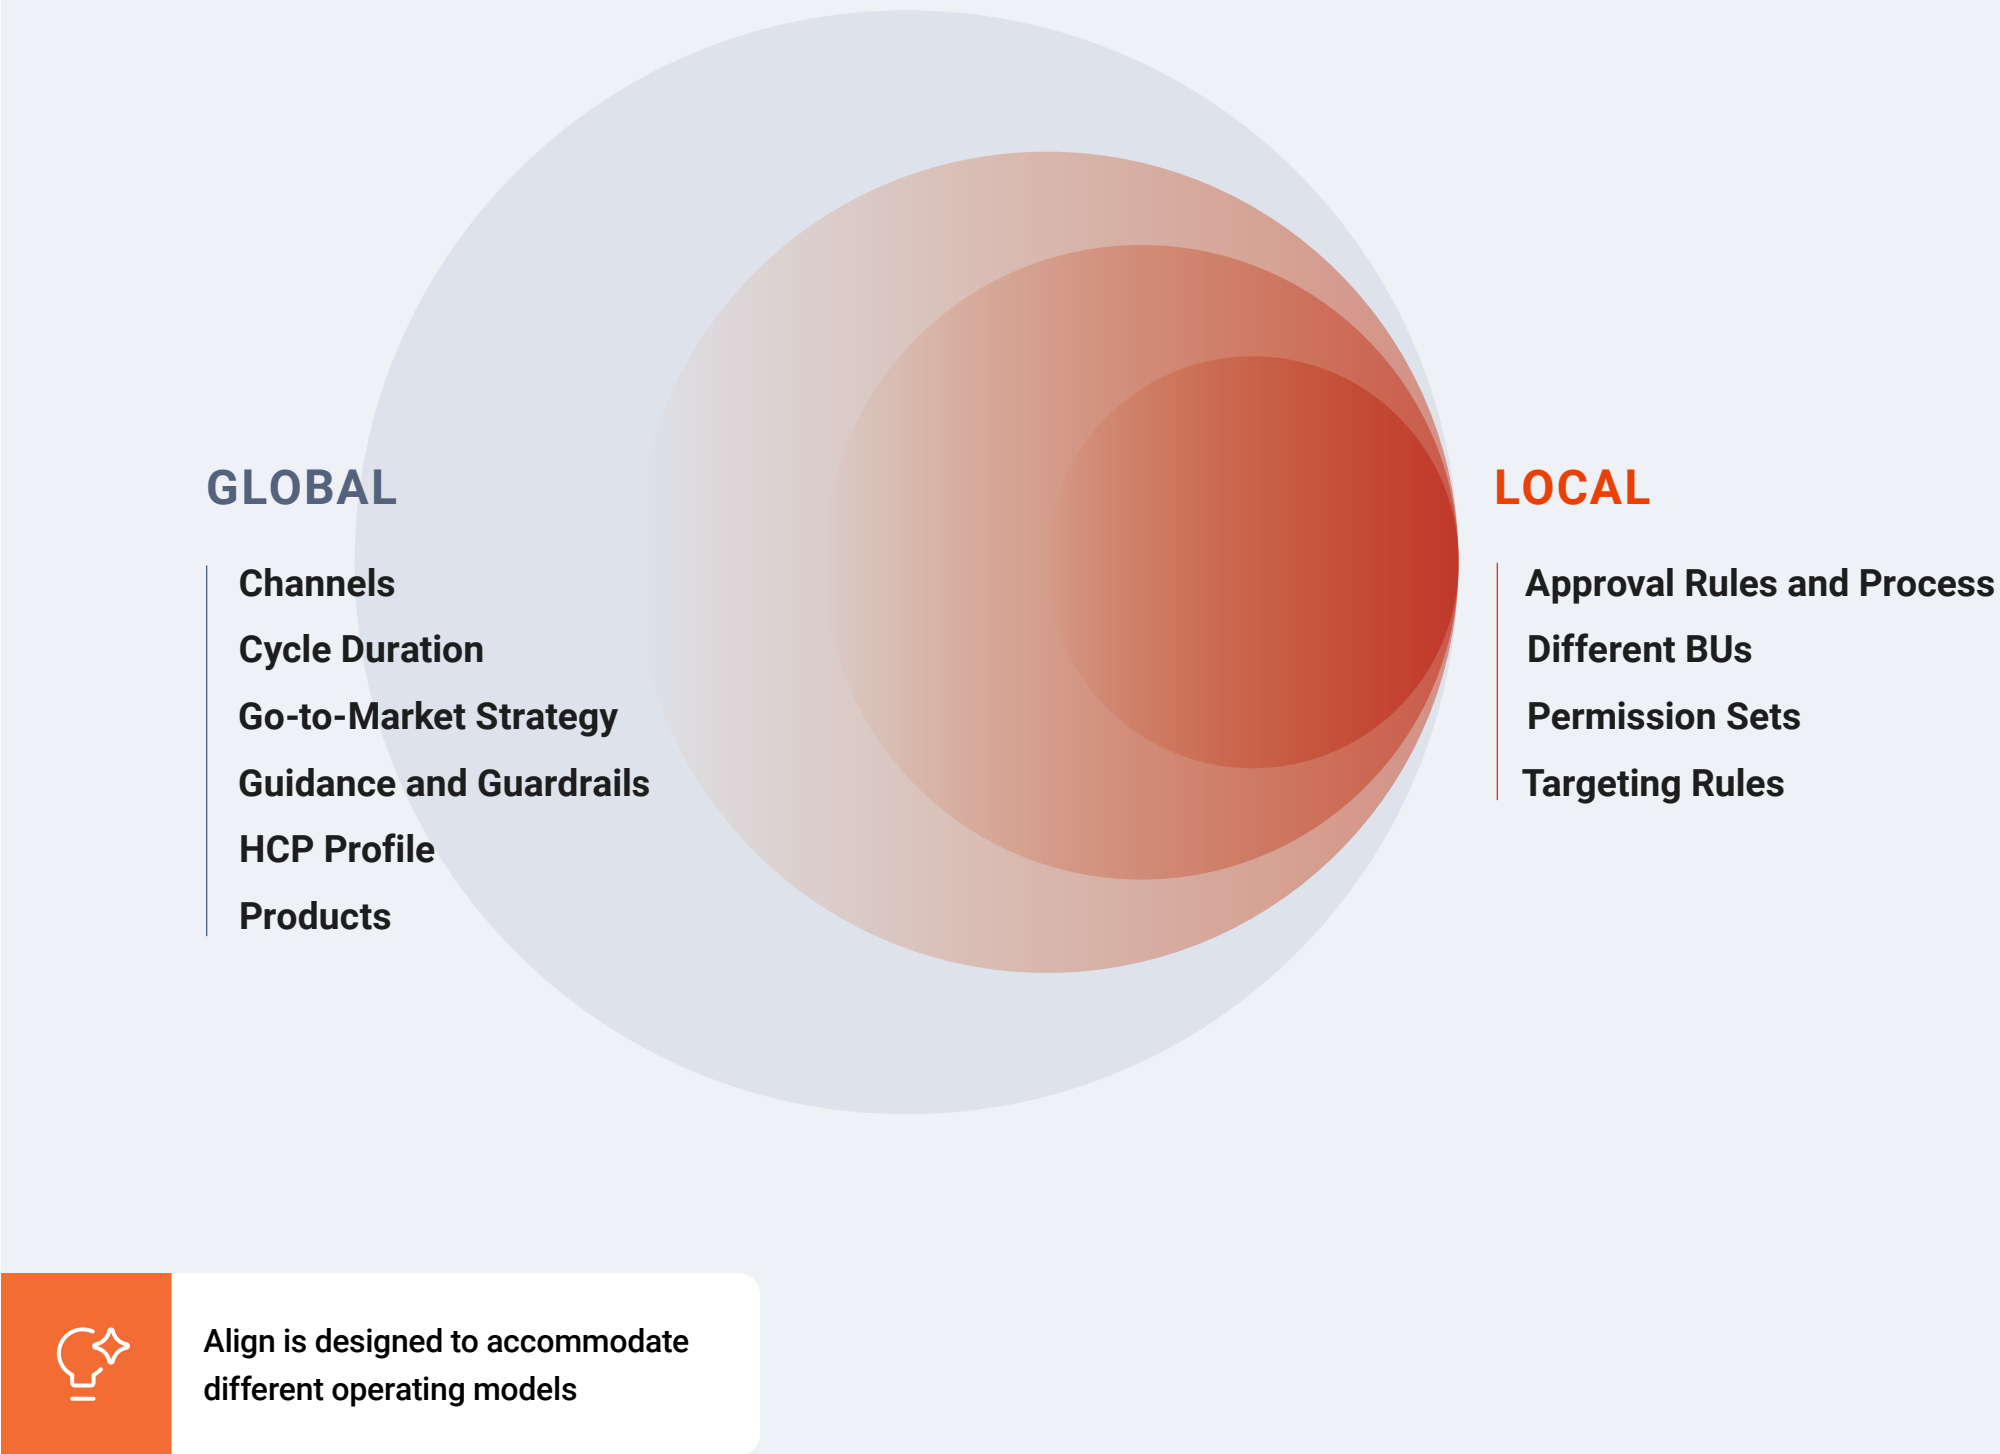 GLOBAL
Channels
Cycle Duration
Go-to-Market Strategy
Guidance and Guardrails
HCP Profile
Products
LOCAL
Approval Rules and Process
Different BUs
Permission Sets
Targeting Rules
Align is designed to accommodate
different operating models